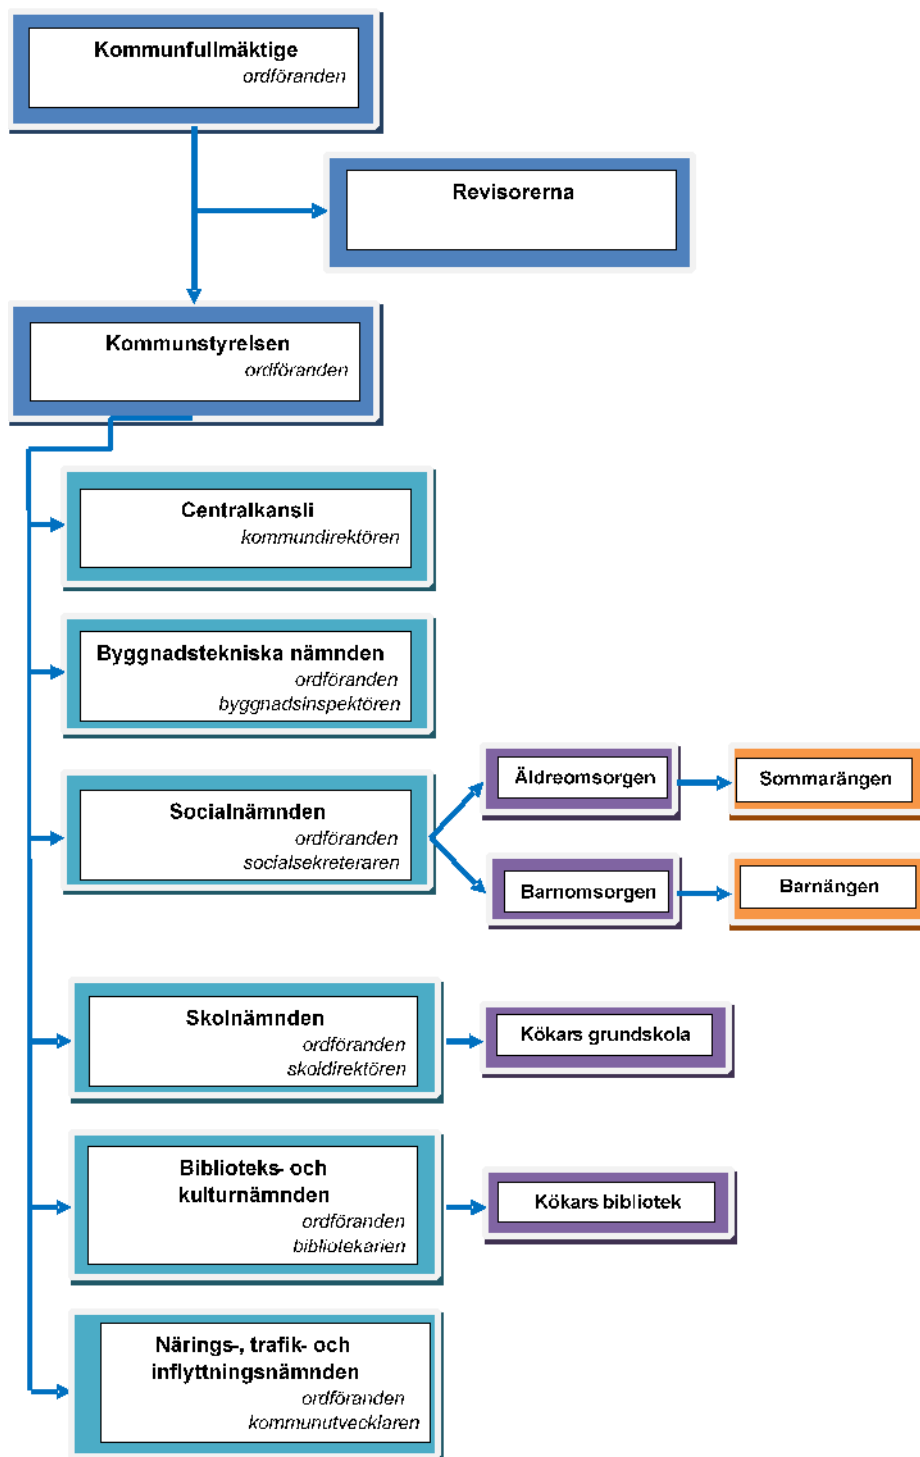 Kommunfullmäktige
ordföranden
Revisorerna
Kommunstyrelsen
ordföranden
Centralkansli
kommundirektören
Byggnadstekniska nämnden
ordföranden
byggnadsinspektören
Socialnämnden
ordföranden
socialsekreteraren
Äldreomsorgen
Sommarängen
Barnomsorgen
Barnängen
Skolnämnden
ordföranden
skoldirektören
Kökars grundskola
Biblioteks- och
kulturnämnden
ordföranden
bibliotekarien
Kökars bibliotek
Närings-, trafik- och
inflyttningsnämnden
ordföranden
kommunutvecklaren